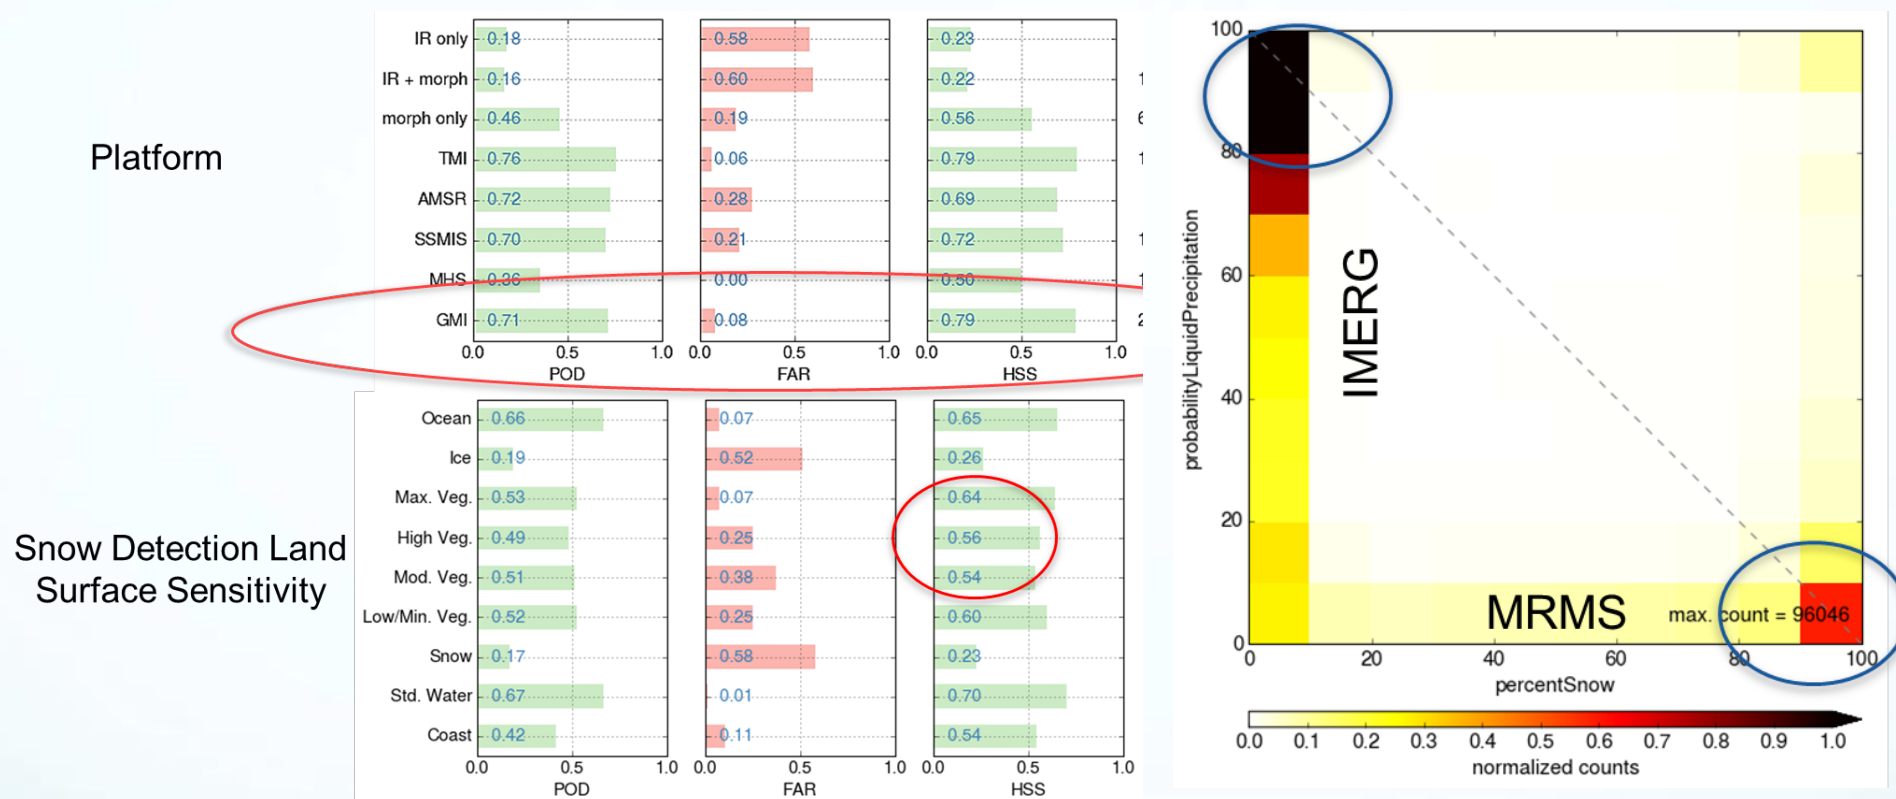 Platform
IR only 0.18 0.58 0.23
IR + morph 0.16 0.60 0.22 1
morph only 0.46 0.19 0.56 6
TMI 0.76 0.06 0.79 1
AMSR 0.72 0.28 0.69
SSMIS 0.70 0.21 0.72 1
MHS 0.36 0.00 0.50 1
GMI 0.71 0.08 0.79 2
0.0 0.5 1.0 0.0 0.5 1.0 0.0 0.5 1.0
POD FAR HSS
Snow Detection Land
Surface Sensitivity
Ocean 0.66 0.07 0.65
Ice 0.19 0.52 0.26
Max. Veg. 0.53 0.07 0.64
High Veg. 0.49 0.25 0.56
Mod. Veg. 0.51 0.38 0.54
Low/Min. Veg. 0.52 0.25 0.60
Snow 0.17 0.58 0.23
Std. Water 0.67 0.01 0.70
Coast 0.42 0.11 0.54
0.0 0.5 1.0 0.0 0.5 1.0 0.0 0.5 1.0
POD FAR HSS
100
80
60
40
20
0
probabilityLiquidPrecipitation
IMERG
MRMS
max. count = 96046
0 20 40 60 80 100
percentSnow
0.0 0.1 0.2 0.3 0.4 0.5 0.6 0.7 0.8 0.9 1.0
normalized counts